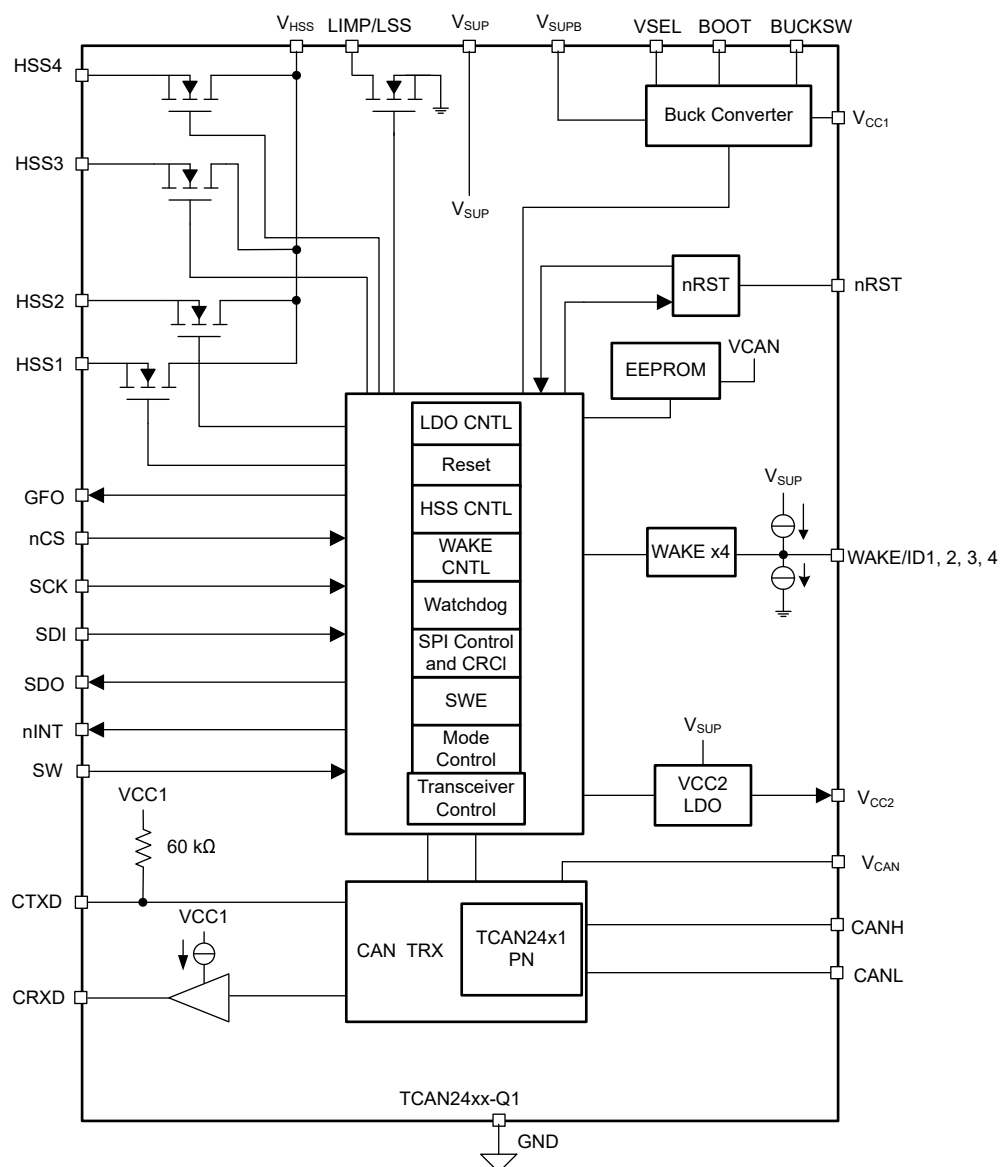 VHSS LIMP/LSS VSUP VSUPB VSEL BOOT BUCKSW
HSS4
Buck Converter
VCC1
HSS3
VSUP
HSS2
nRST
nRST
HSS1
VCAN
EEPROM
LDO CNTL
Reset
HSS CNTL
WAKE
CNTL
Watchdog
SPI Control
and CRCI
SWE
Mode
Control
Transceiver
Control
GFO
nCS
SCK
SDI
SDO
nINT
SW
VSUP
WAKE x4
WAKE/ID1, 2, 3, 4
VSUP
VCC2
LDO
VCC2
VCC1
60 kΩ
VCAN
CTXD
VCC1
CAN TRX
TCAN24x1
PN
CANH
CANL
CRXD
TCAN24xx-Q1
GND